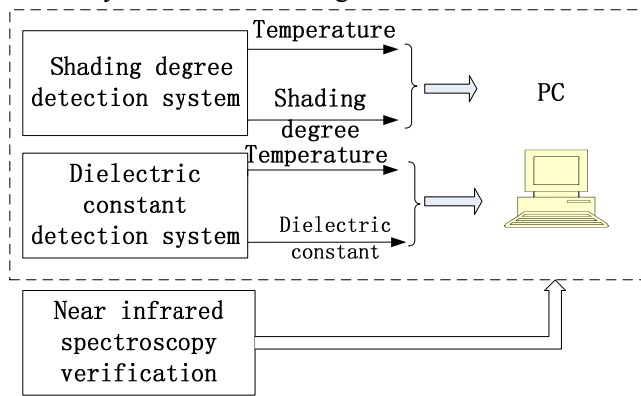 Temperature
Shading degree
detection system
Shading
degree
PC
Temperature
Dielectric
constant
detection system
Dielectric
constant
Near infrared
spectroscopy
verification